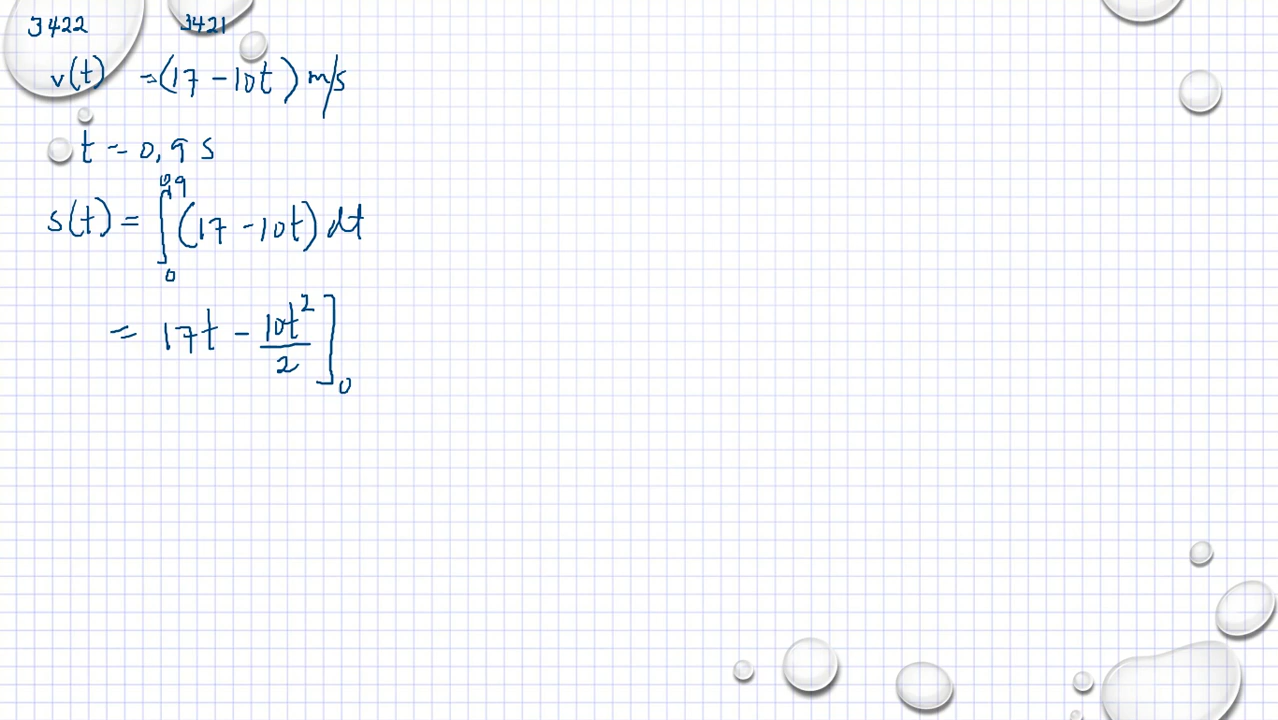 3422 3421
v(t) = (17 - 10t) m/s
t = 0,9 s
s(t) = ∫₀^0,9 (17 - 10t) dt
= 17t - 10t²/2 ]₀